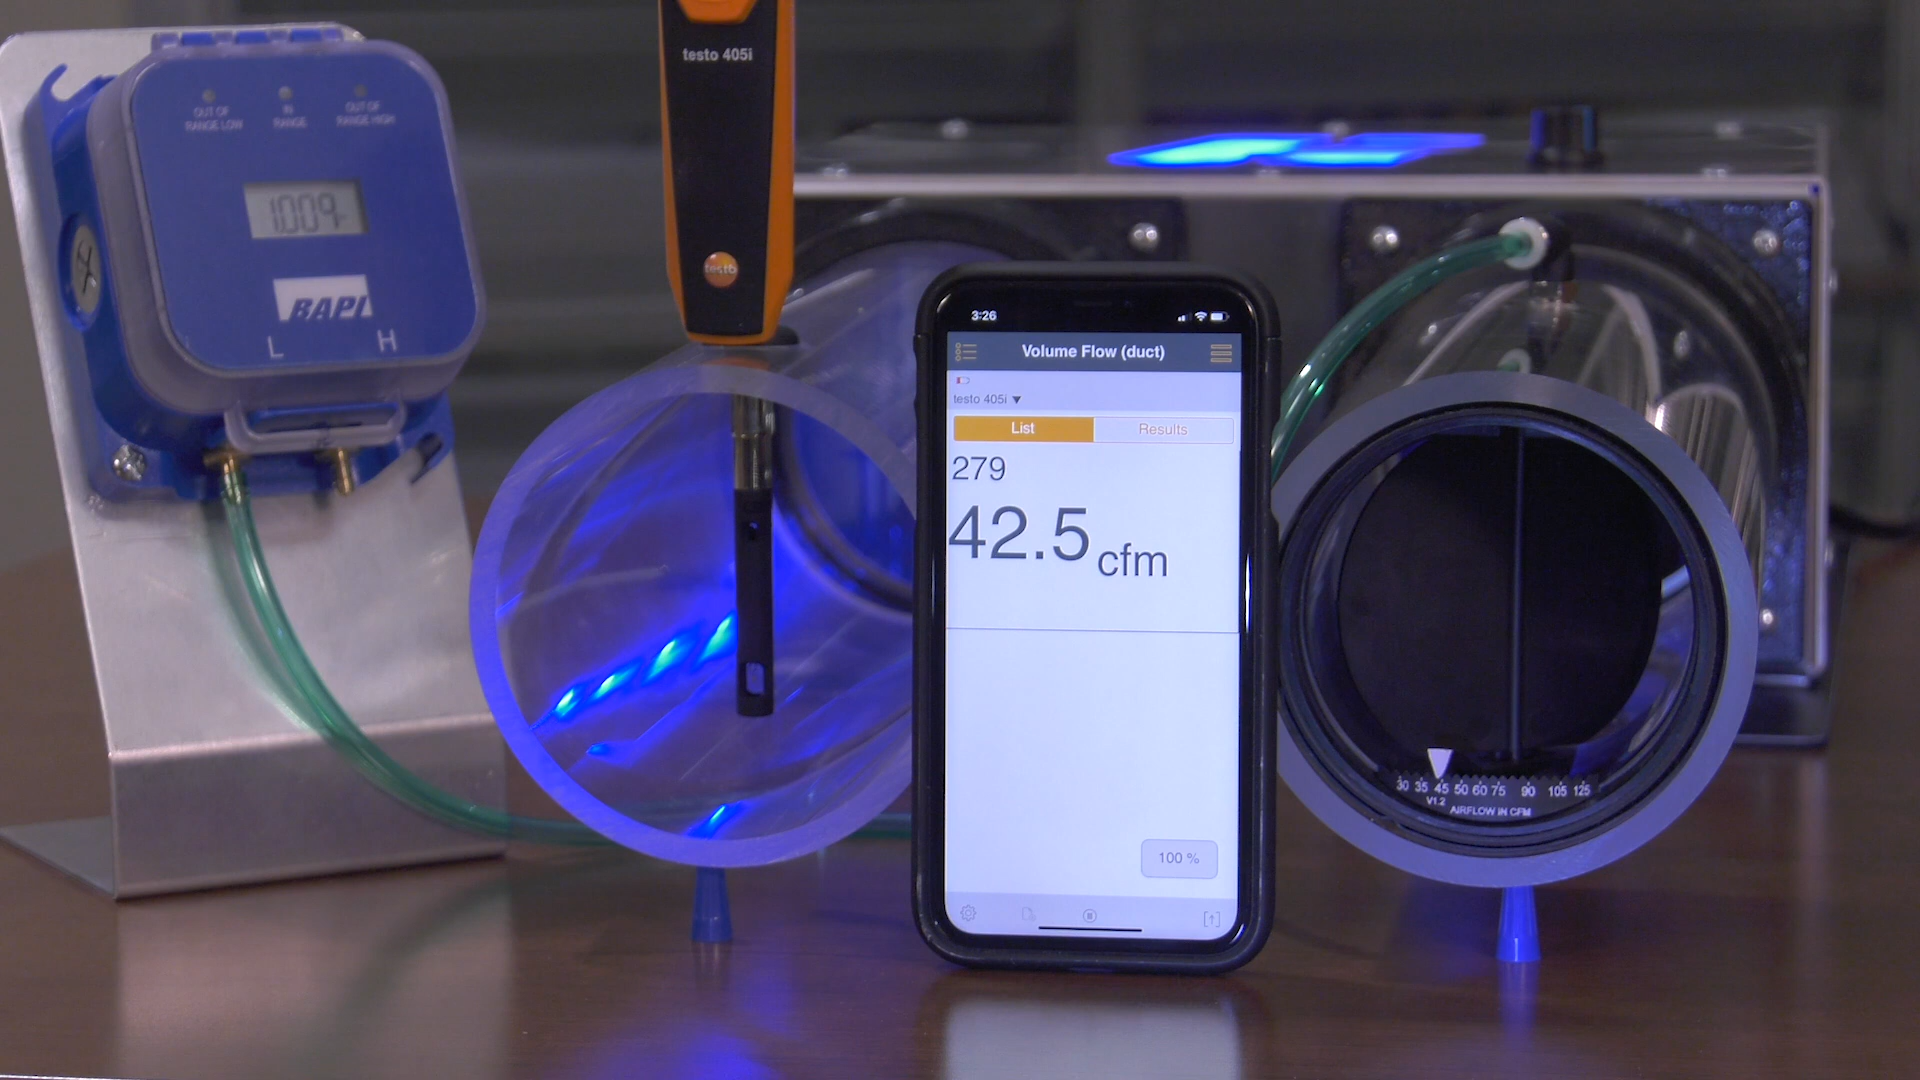 OUT OF
RANGE LOW
IN
RANGE
OUT OF
RANGE HIGH
1.009
BAPI
L H
testo 405i
testo
3:26
Volume Flow (duct)
testo 405i ▼
List Results
279
42.5 cfm
100 %
30 35 45 50 60 75 90 105 125
V1.2
AIRFLOW IN CFM